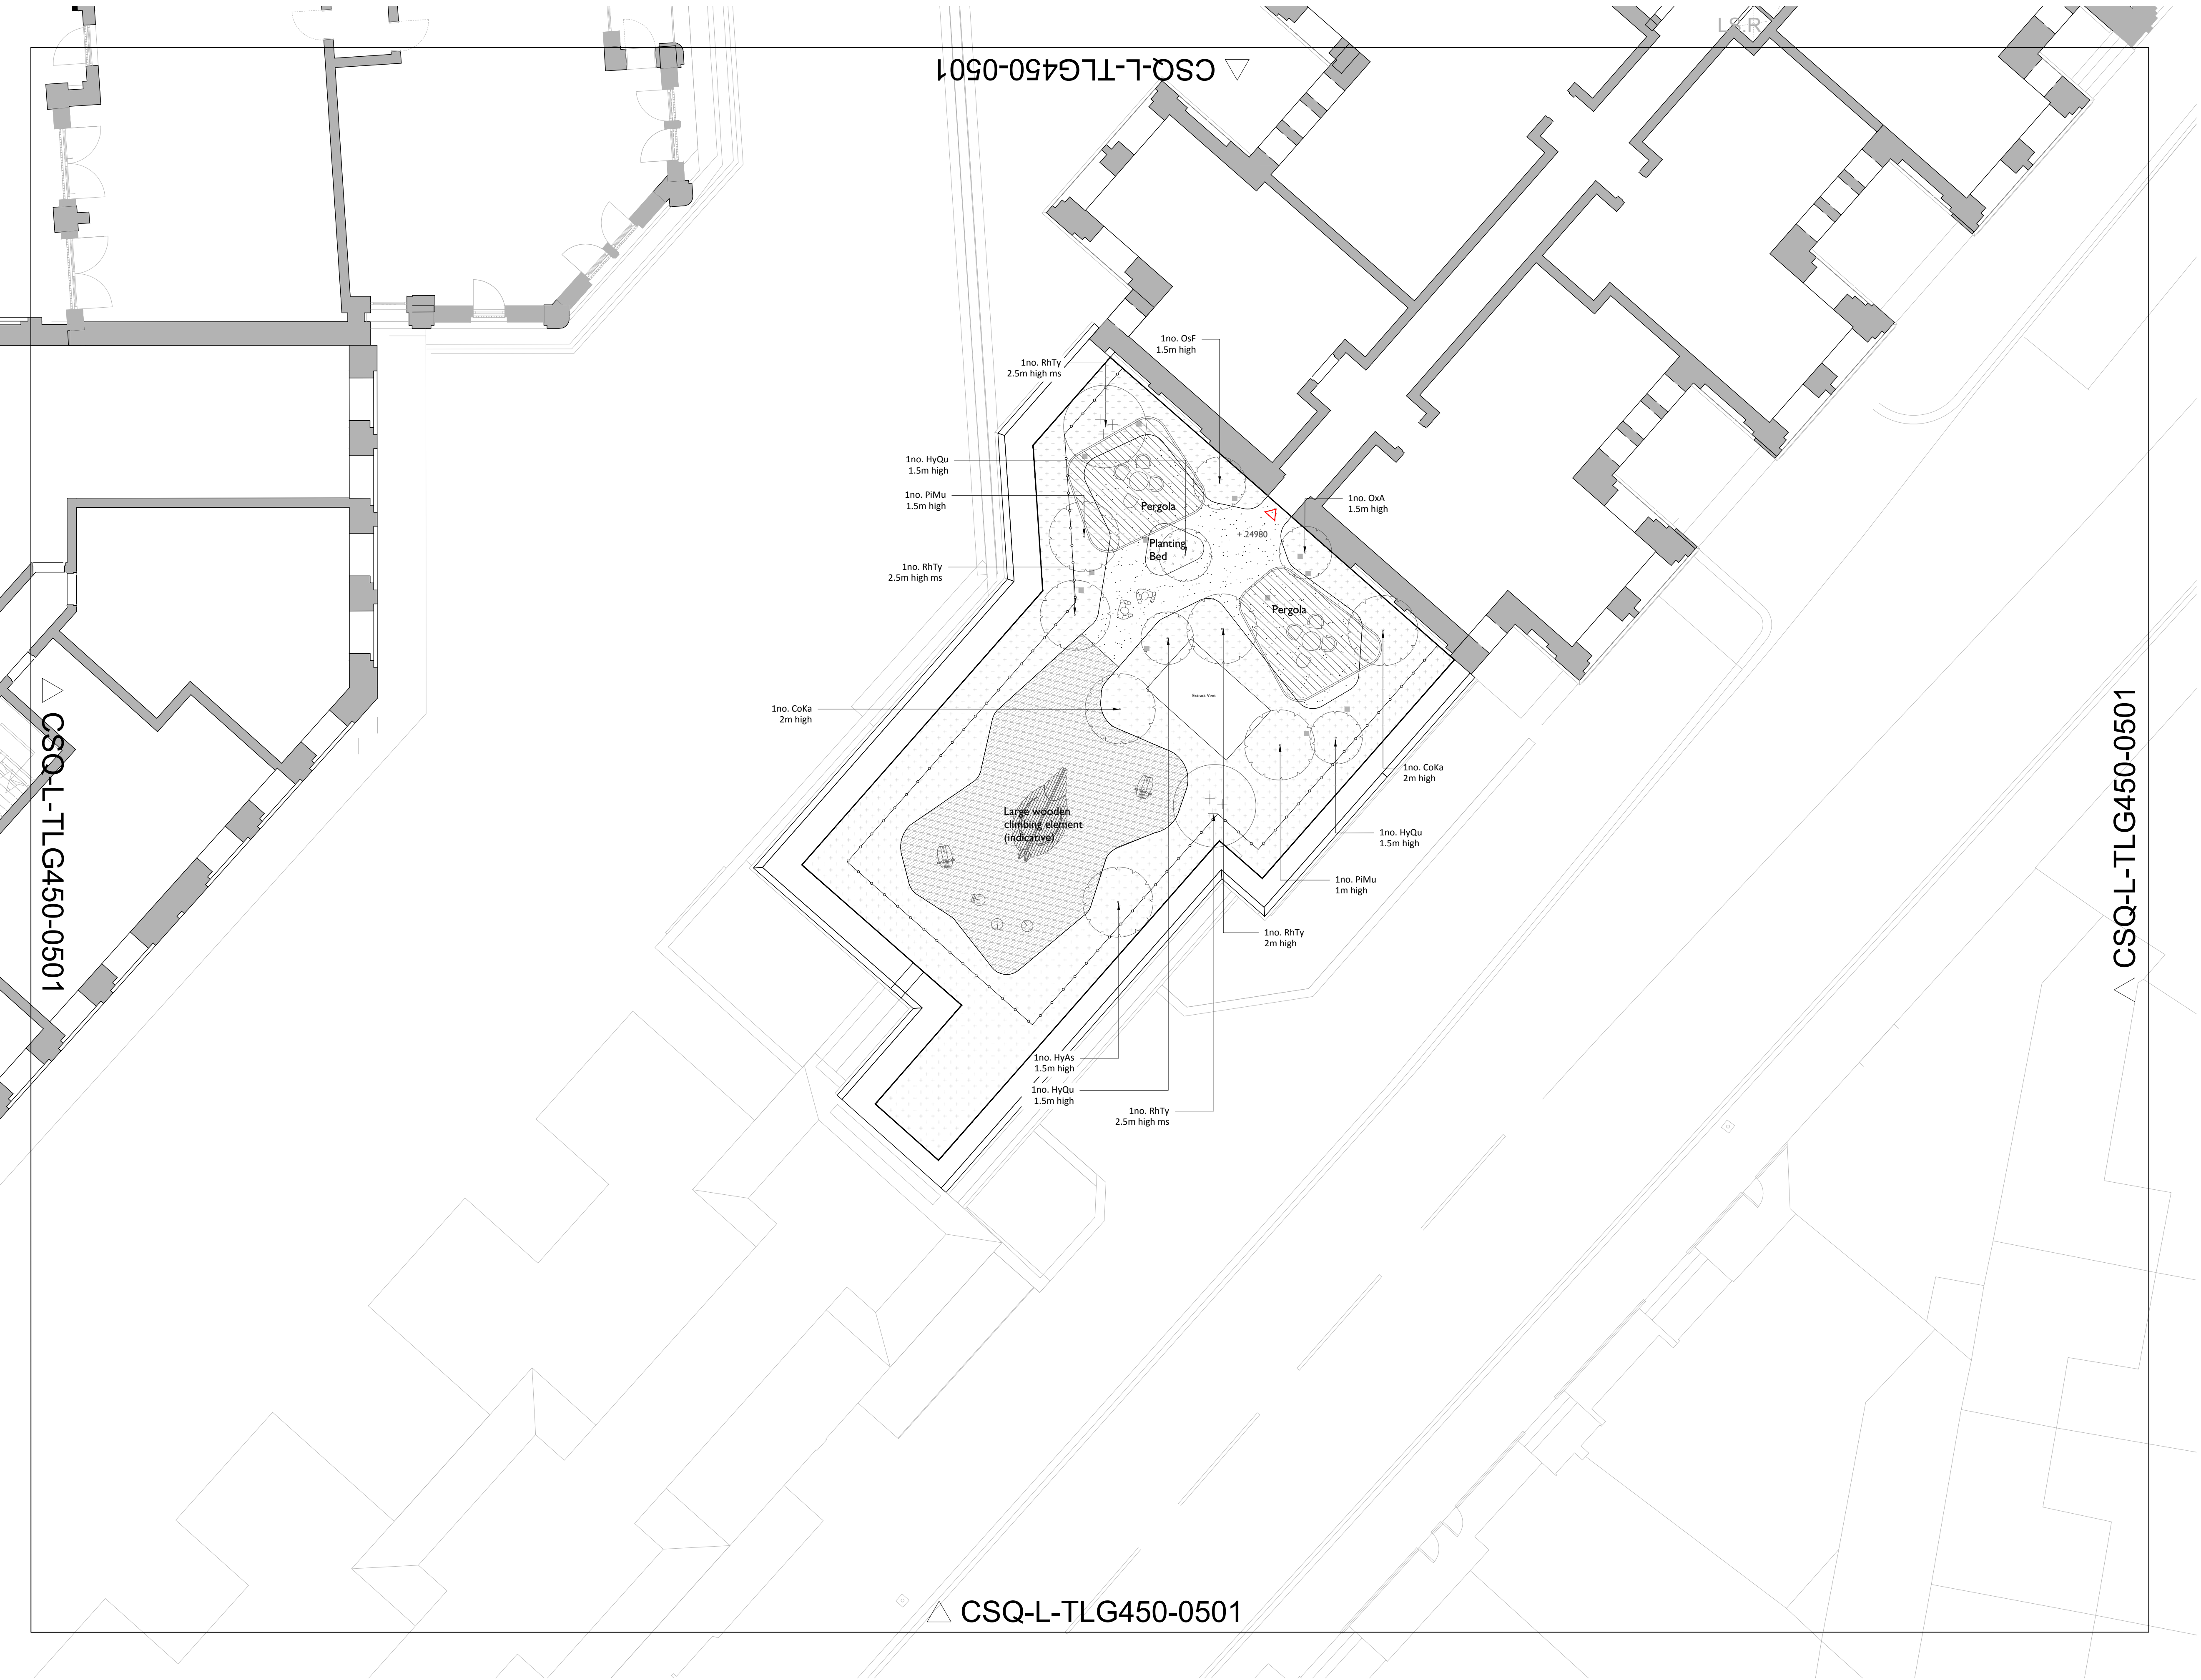 L.S.R
CSQ-L-TLG450-0501
1no. OsF
1.5m high
1no. RhTy
2.5m high ms
1no. HyQu
1.5m high
1no. PiMu
1.5m high
1no. OxA
1.5m high
Pergola
+ 24980
Planting
Bed
1no. RhTy
2.5m high ms
Pergola
Extract Vent
1no. CoKa
2m high
CSQ-L-TLG450-0501
CSQ-L-TLG450-0501
1no. CoKa
2m high
Large wooden
climbing element
(indicative)
1no. HyQu
1.5m high
1no. PiMu
1m high
1no. RhTy
2m high
1no. HyAs
1.5m high
1no. HyQu
1.5m high
1no. RhTy
2.5m high ms
CSQ-L-TLG450-0501